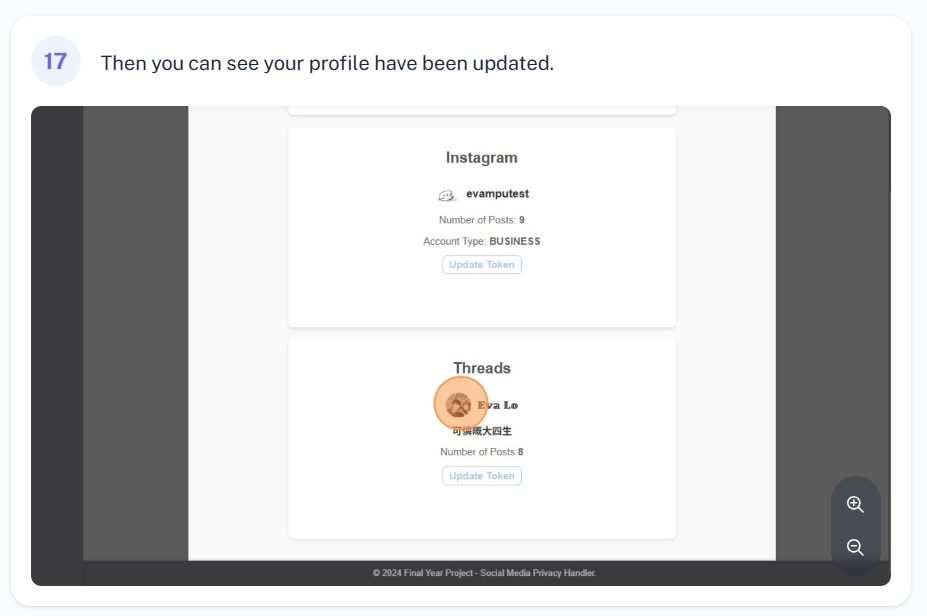 17
Then you can see your profile have been updated.
Instagram
evamputest
Number of Posts: 9
Account Type: BUSINESS
Update Token
Threads
Eva Lo
可憐嘅大四生
Number of Posts:8
Update Token
© 2024 Final Year Project - Social Media Privacy Handler.